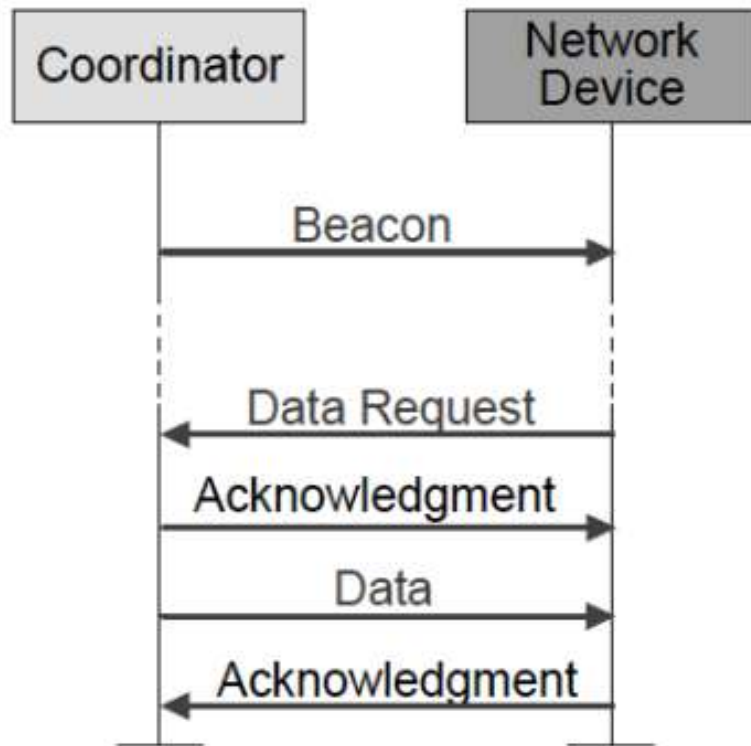 Coordinator
Network
Device
Beacon
Data Request
Acknowledgment
Data
Acknowledgment